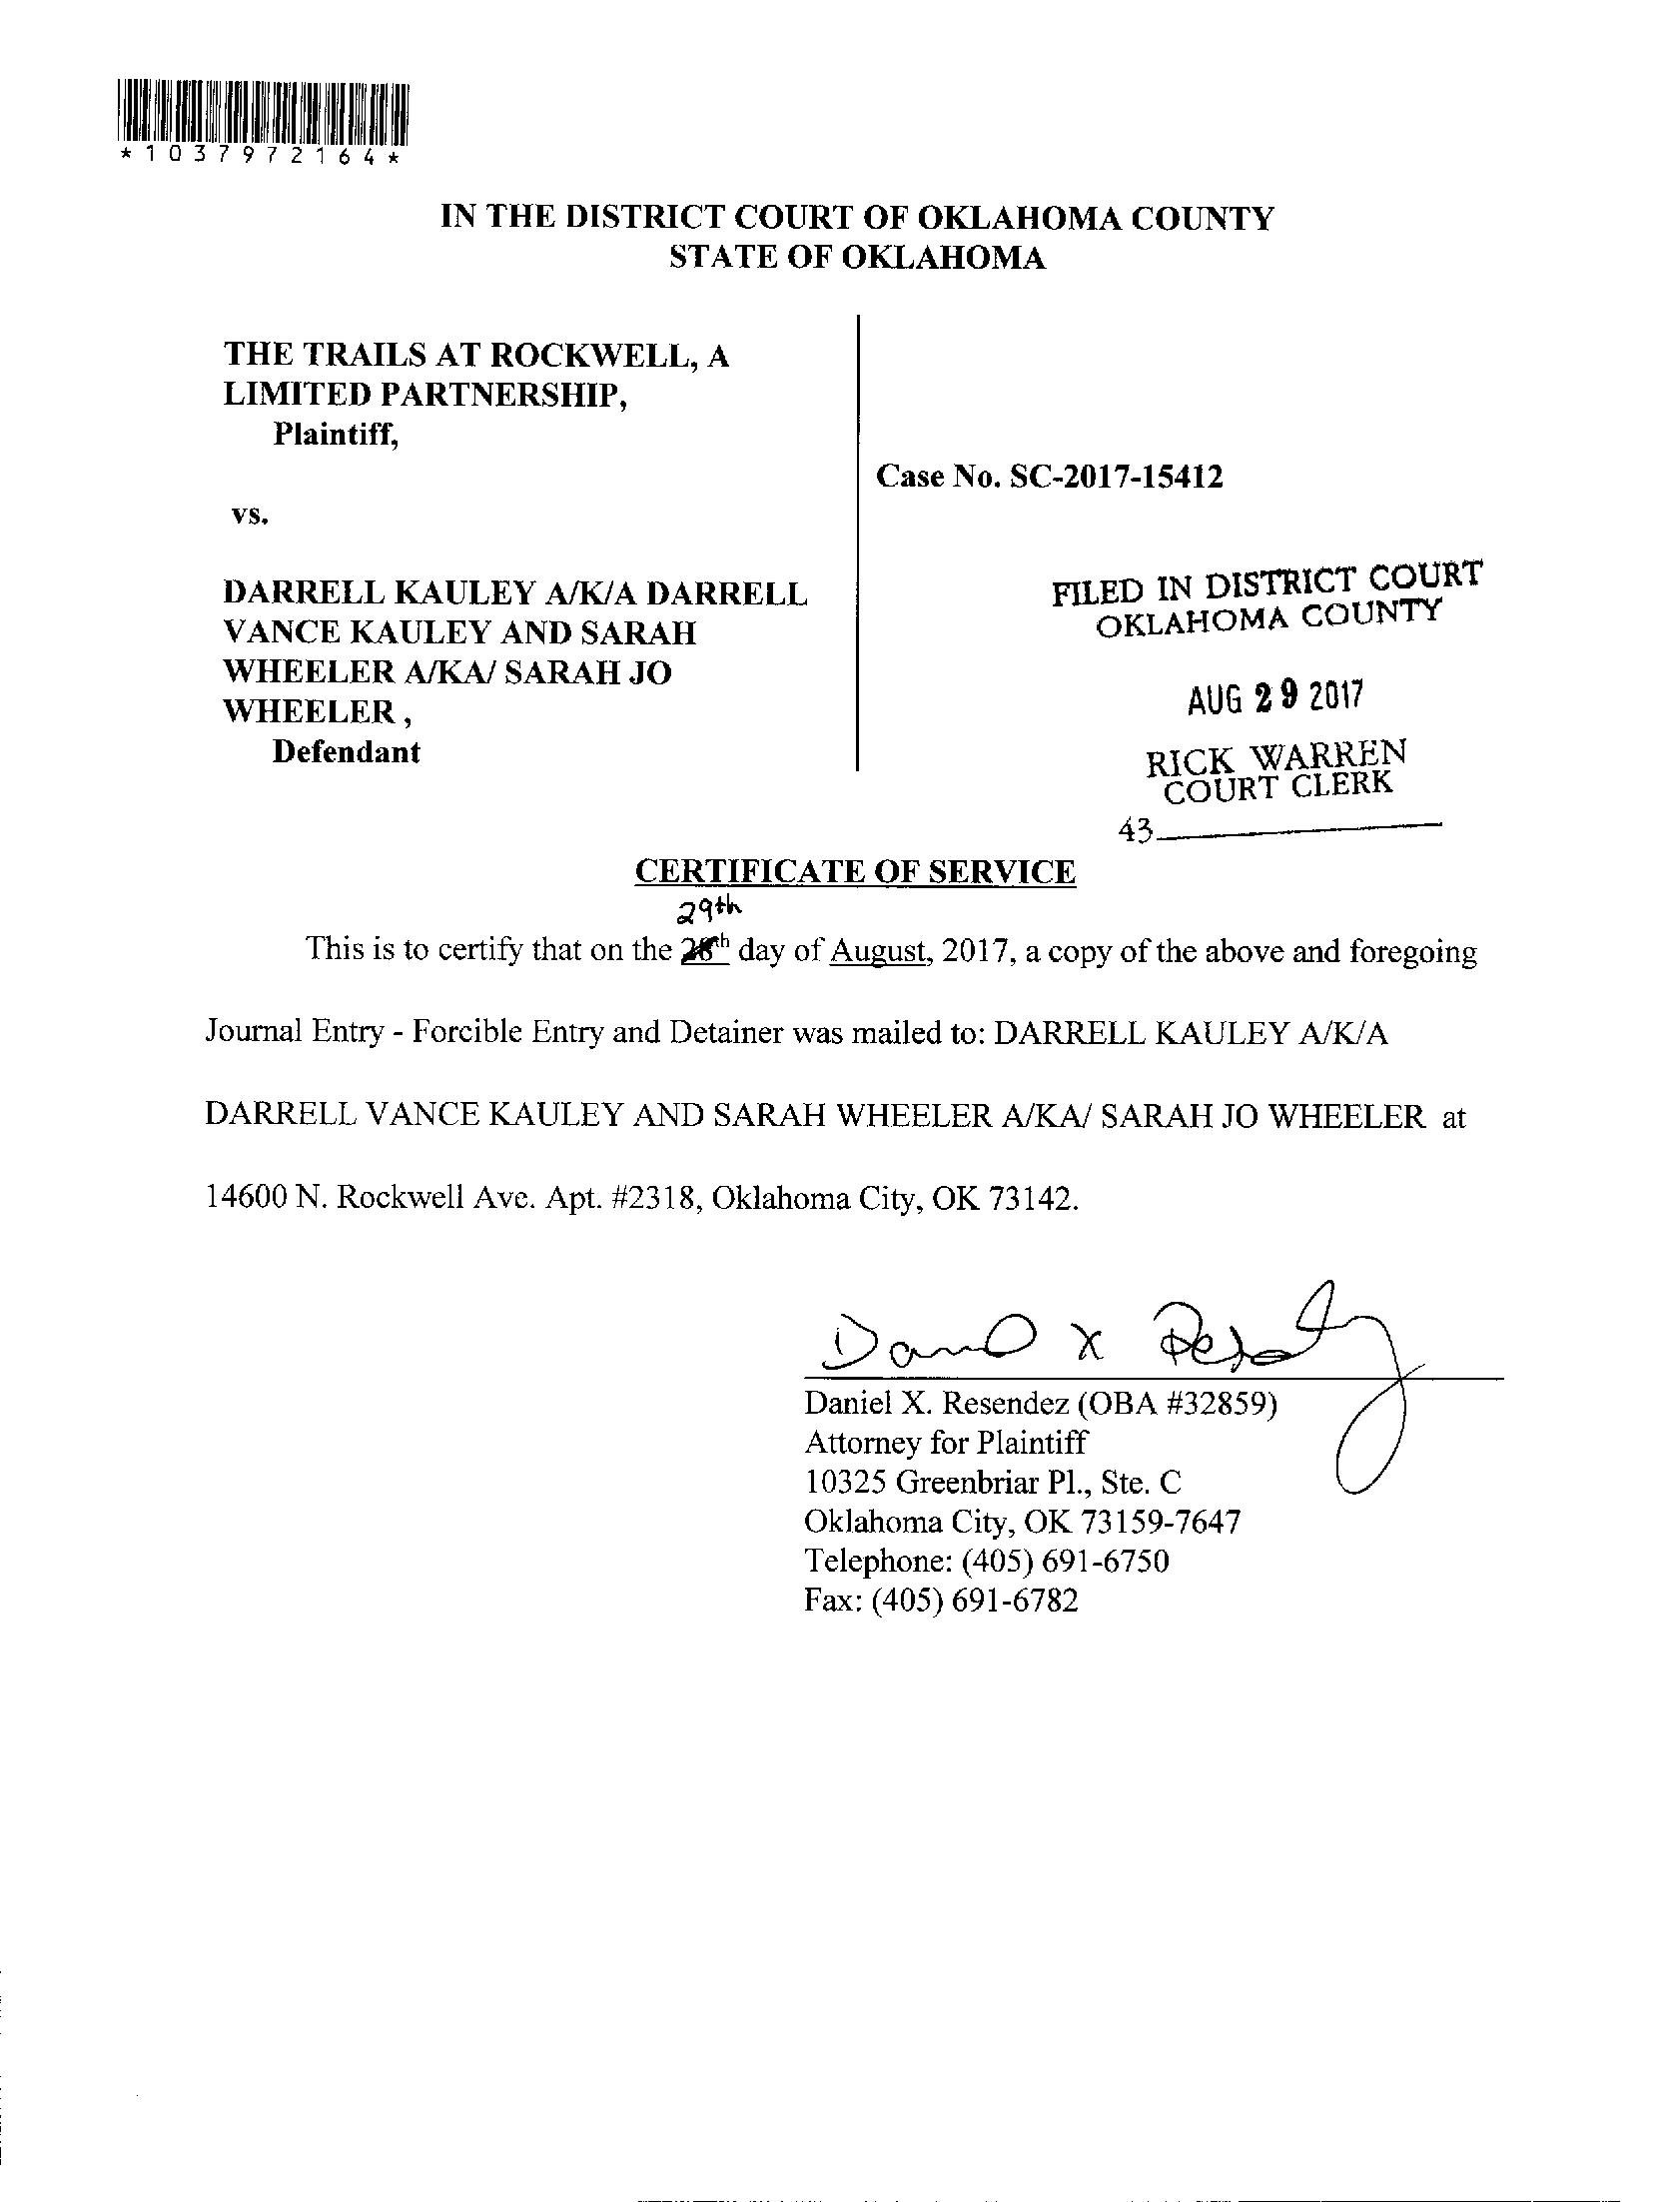 *1037972164*
IN THE DISTRICT COURT OF OKLAHOMA COUNTY
STATE OF OKLAHOMA
THE TRAILS AT ROCKWELL, A
LIMITED PARTNERSHIP,
Plaintiff,
Case No. SC-2017-15412
vs.
DARRELL KAULEY A/K/A DARRELL
VANCE KAULEY AND SARAH
WHEELER A/KA/ SARAH JO
WHEELER ,
Defendant
FILED IN DISTRICT COURT
OKLAHOMA COUNTY
AUG 29 2017
RICK WARREN
COURT CLERK
43
CERTIFICATE OF SERVICE
29th
This is to certify that on the 28th day of August, 2017, a copy of the above and foregoing
Journal Entry - Forcible Entry and Detainer was mailed to: DARRELL KAULEY A/K/A
DARRELL VANCE KAULEY AND SARAH WHEELER A/KA/ SARAH JO WHEELER at
14600 N. Rockwell Ave. Apt. #2318, Oklahoma City, OK 73142.
Daniel X. Resendez (OBA #32859)
Attorney for Plaintiff
10325 Greenbriar Pl., Ste. C
Oklahoma City, OK 73159-7647
Telephone: (405) 691-6750
Fax: (405) 691-6782